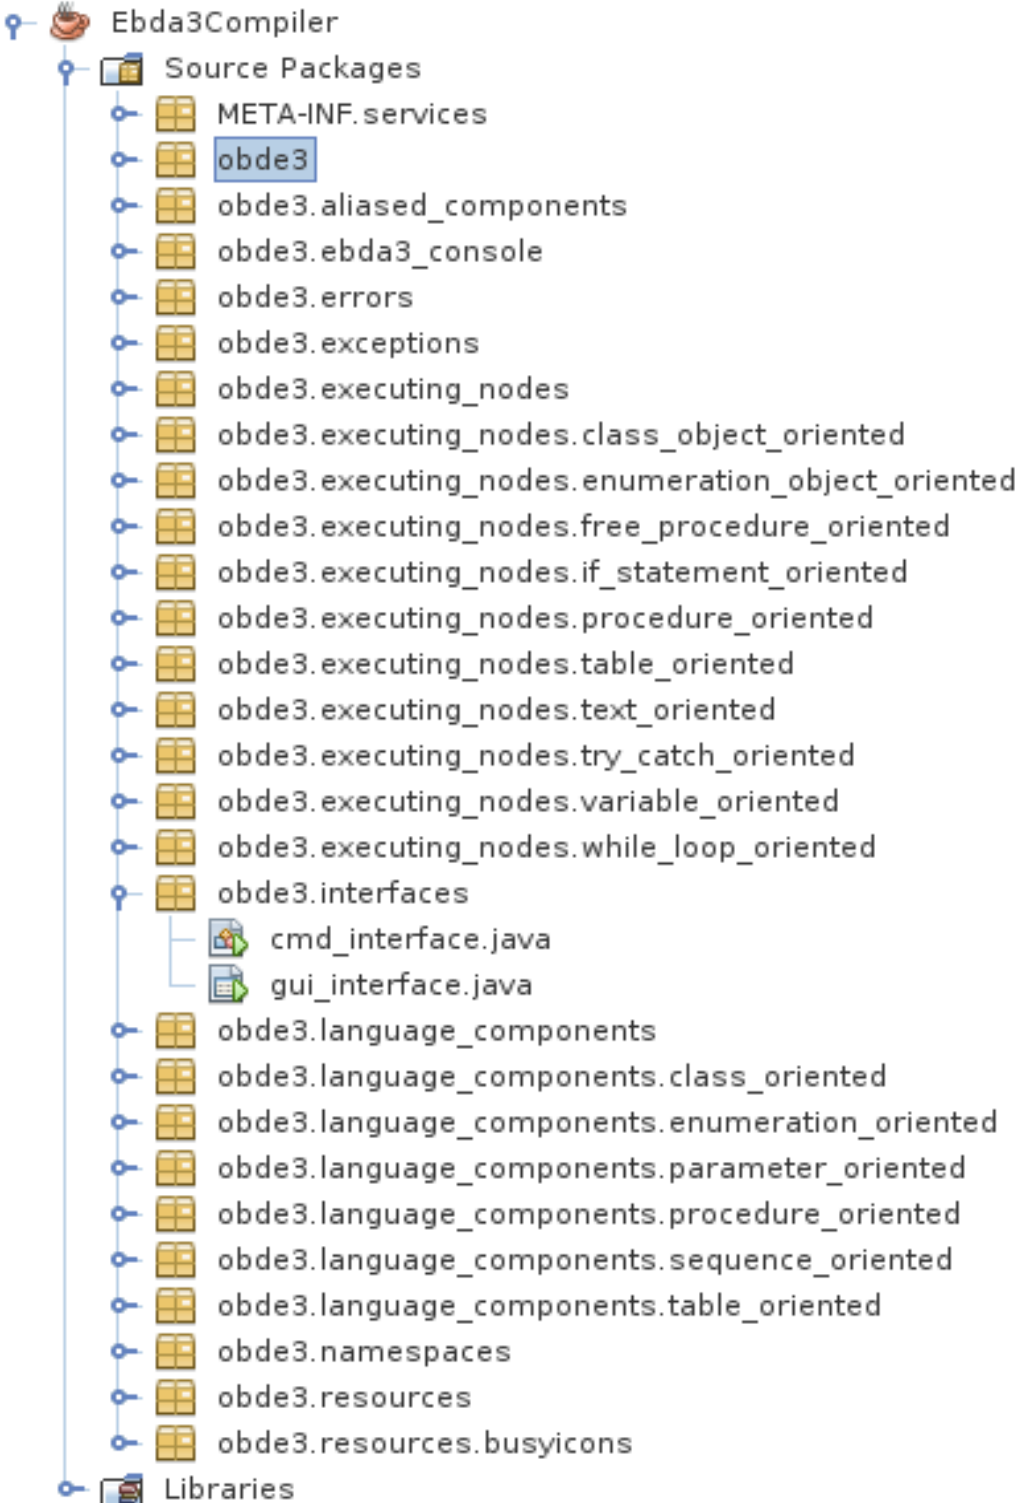 Ebda3Compiler
Source Packages
META-INF.services
obde3
obde3.aliased_components
obde3.ebda3_console
obde3.errors
obde3.exceptions
obde3.executing_nodes
obde3.executing_nodes.class_object_oriented
obde3.executing_nodes.enumeration_object_oriented
obde3.executing_nodes.free_procedure_oriented
obde3.executing_nodes.if_statement_oriented
obde3.executing_nodes.procedure_oriented
obde3.executing_nodes.table_oriented
obde3.executing_nodes.text_oriented
obde3.executing_nodes.try_catch_oriented
obde3.executing_nodes.variable_oriented
obde3.executing_nodes.while_loop_oriented
obde3.interfaces
cmd_interface.java
gui_interface.java
obde3.language_components
obde3.language_components.class_oriented
obde3.language_components.enumeration_oriented
obde3.language_components.parameter_oriented
obde3.language_components.procedure_oriented
obde3.language_components.sequence_oriented
obde3.language_components.table_oriented
obde3.namespaces
obde3.resources
obde3.resources.busyicons
Libraries